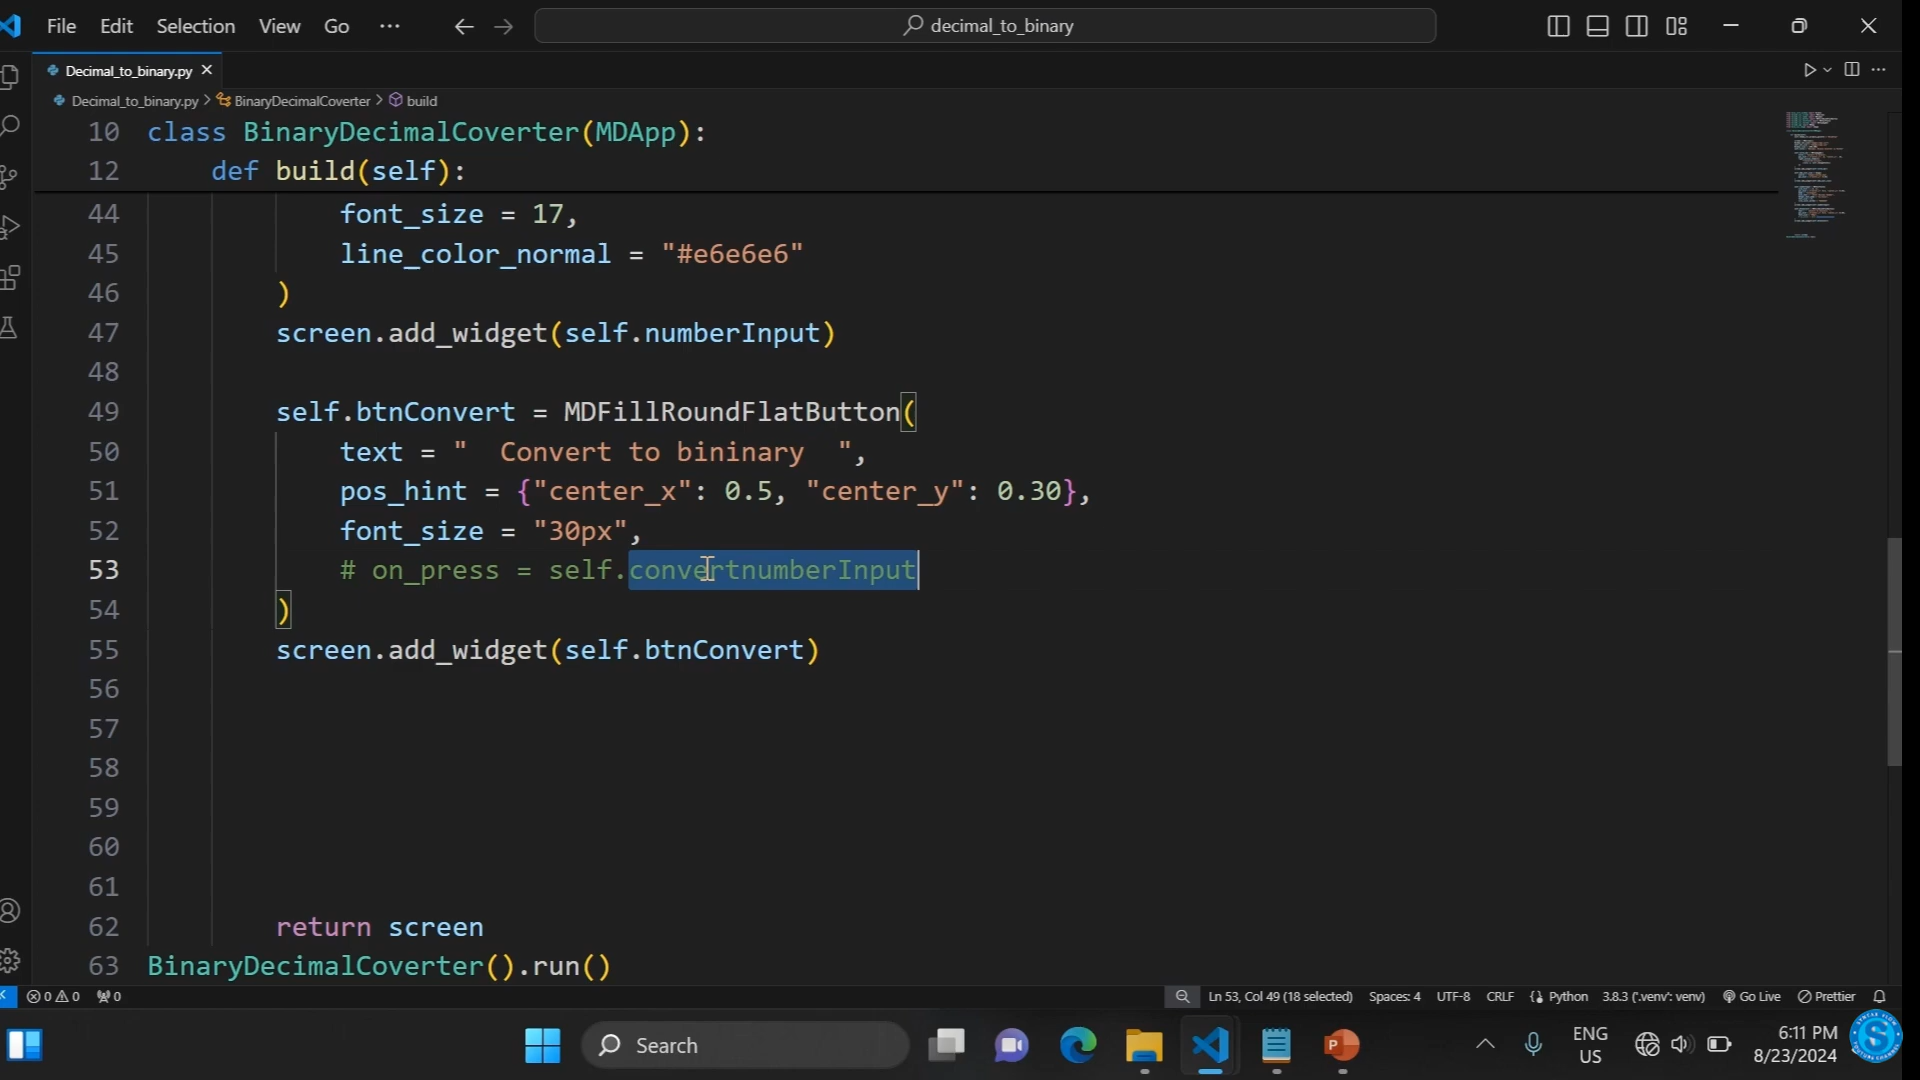 File Edit Selection View Go ··· decimal_to_binary
Decimal_to_binary.py
Decimal_to_binary.py > BinaryDecimalCoverter > build
10 class BinaryDecimalCoverter(MDApp):
12 def build(self):
44 font_size = 17,
45 line_color_normal = "#e6e6e6"
46 )
47 screen.add_widget(self.numberInput)
48
49 self.btnConvert = MDFillRoundFlatButton(
50 text = "  Convert to bininary  ",
51 pos_hint = {"center_x": 0.5, "center_y": 0.30},
52 font_size = "30px",
53 # on_press = self.convertnumberInput
54 )
55 screen.add_widget(self.btnConvert)
56
57
58
59
60
61
62 return screen
63 BinaryDecimalCoverter().run()
0 0 0 Ln 53, Col 49 (18 selected) Spaces: 4 UTF-8 CRLF Python 3.8.3 ('.venv': venv) Go Live Prettier
Search ENG US 6:11 PM 8/23/2024